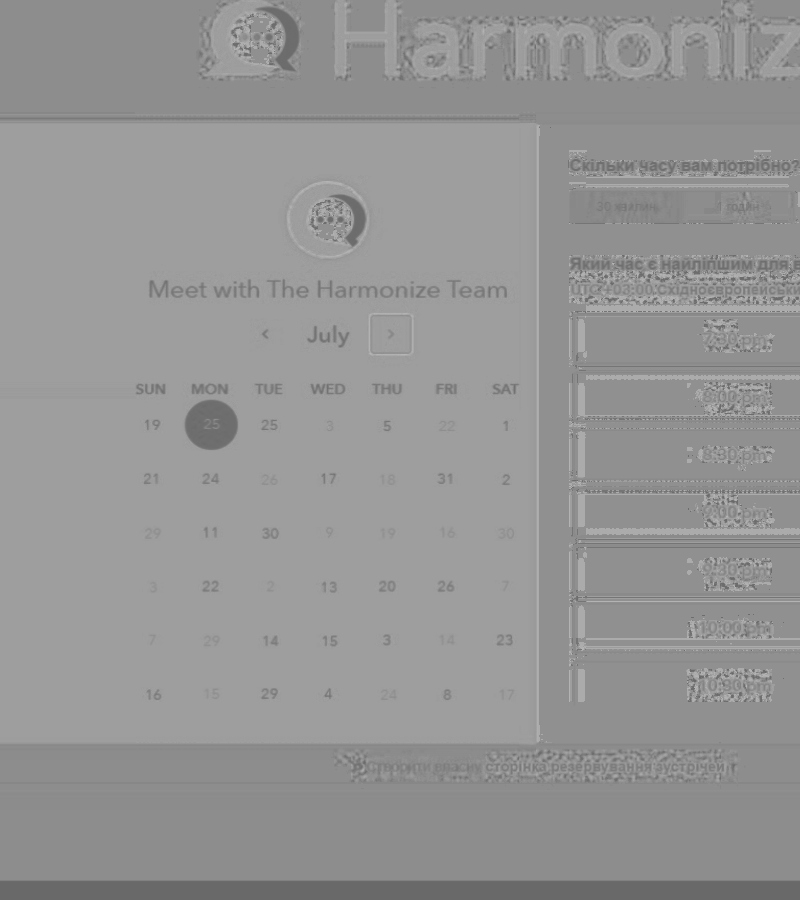 Harmoniz
Meet with The Harmonize Team
July
SUN MON TUE WED THU FRI SAT
19 25 25 3 5 22 1
21 24 26 17 18 31 2
29 11 30 9 19 16 30
3 22 2 13 20 26 7
7 29 14 15 3 14 23
16 15 29 4 24 8 17
Скільки часу вам потрібно?
30 хвилин 1 година
Який час є найліпшим для в
UTC+03:00 Східноєвропейськи
7:30 pm
8:00 pm
8:30 pm
9:00 pm
9:30 pm
10:00 pm
10:30 pm
Створити власну сторінка резервування зустрічей